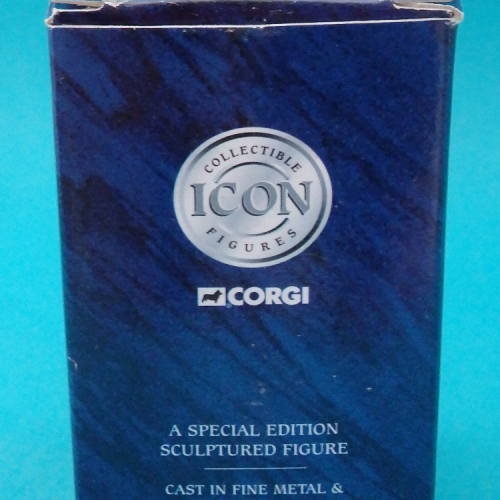 COLLECTIBLE
ICON
FIGURES
CORGI
A SPECIAL EDITION
SCULPTURED FIGURE
CAST IN FINE METAL &